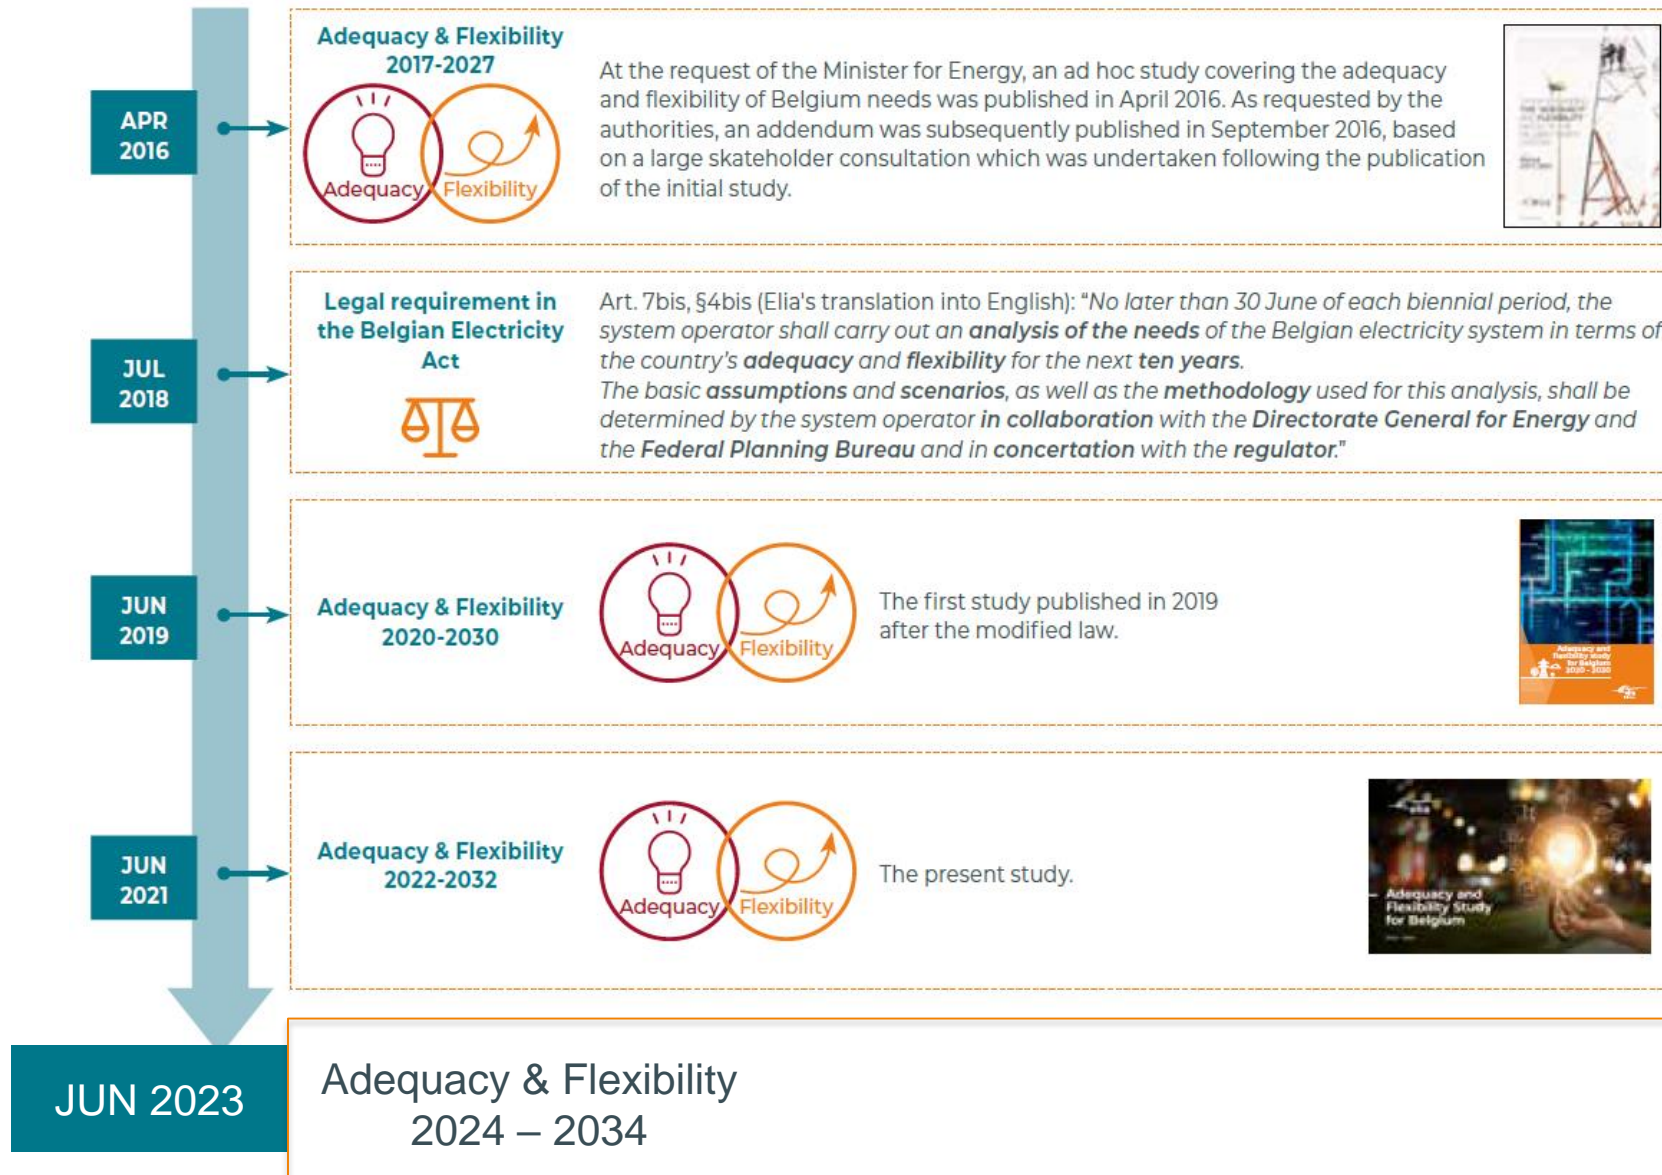 APR
2016
Adequacy & Flexibility
2017-2027
Adequacy
Flexibility
At the request of the Minister for Energy, an ad hoc study covering the adequacy
and flexibility of Belgium needs was published in April 2016. As requested by the
authorities, an addendum was subsequently published in September 2016, based
on a large skateholder consultation which was undertaken following the publication
of the initial study.
JUL
2018
Legal requirement in
the Belgian Electricity
Act
Art. 7bis, §4bis (Elia's translation into English): "No later than 30 June of each biennial period, the
system operator shall carry out an analysis of the needs of the Belgian electricity system in terms of
the country's adequacy and flexibility for the next ten years.
The basic assumptions and scenarios, as well as the methodology used for this analysis, shall be
determined by the system operator in collaboration with the Directorate General for Energy and
the Federal Planning Bureau and in concertation with the regulator."
JUN
2019
Adequacy & Flexibility
2020-2030
Adequacy
Flexibility
The first study published in 2019
after the modified law.
Adequacy and
flexibility study
for Belgium
2020 - 2030
JUN
2021
Adequacy & Flexibility
2022-2032
Adequacy
Flexibility
The present study.
elia
Adequacy and
Flexibility Study
for Belgium
JUN 2023
Adequacy & Flexibility
2024 – 2034